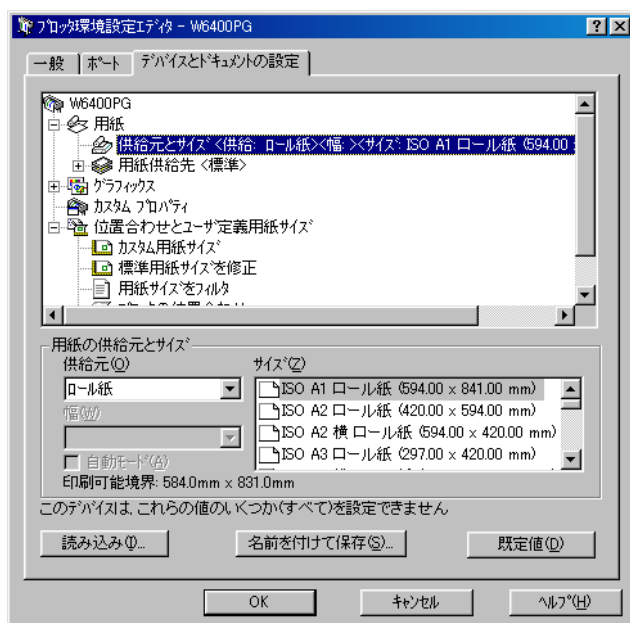 ﾌﾟﾛｯﾀ環境設定ｴﾃﾞｨﾀ - W6400PG
一般
ﾎﾟｰﾄ
ﾃﾞﾊﾞｲｽとﾄﾞｷｭﾒﾝﾄの設定
W6400PG
用紙
供給元とｻｲｽﾞ <供給: ﾛｰﾙ紙><幅: ><ｻｲｽﾞ: ISO A1 ロール紙 (594.00
用紙供給先 <標準>
ｸﾞﾗﾌｨｯｸｽ
ｶｽﾀﾑ ﾌﾟﾛﾊﾟﾃｨ
位置合わせとﾕｰｻﾞ定義用紙ｻｲｽﾞ
ｶｽﾀﾑ用紙ｻｲｽﾞ
標準用紙ｻｲｽﾞを修正
用紙ｻｲｽﾞをﾌｨﾙﾀ
用紙の供給元とｻｲｽﾞ
供給元(O)
ｻｲｽﾞ(Z)
ﾛｰﾙ紙
ISO A1 ロール紙 (594.00 x 841.00 mm)
幅(W)
ISO A2 ロール紙 (420.00 x 594.00 mm)
ISO A2 横 ロール紙 (594.00 x 420.00 mm)
自動ﾓｰﾄﾞ(A)
ISO A3 ロール紙 (297.00 x 420.00 mm)
印刷可能境界: 584.0mm x 831.0mm
このﾃﾞﾊﾞｲｽは、これらの値のいくつか(すべて)を設定できません
読み込み(I)...
名前を付けて保存(S)...
既定値(D)
OK
ｷｬﾝｾﾙ
ﾍﾙﾌﾟ(H)